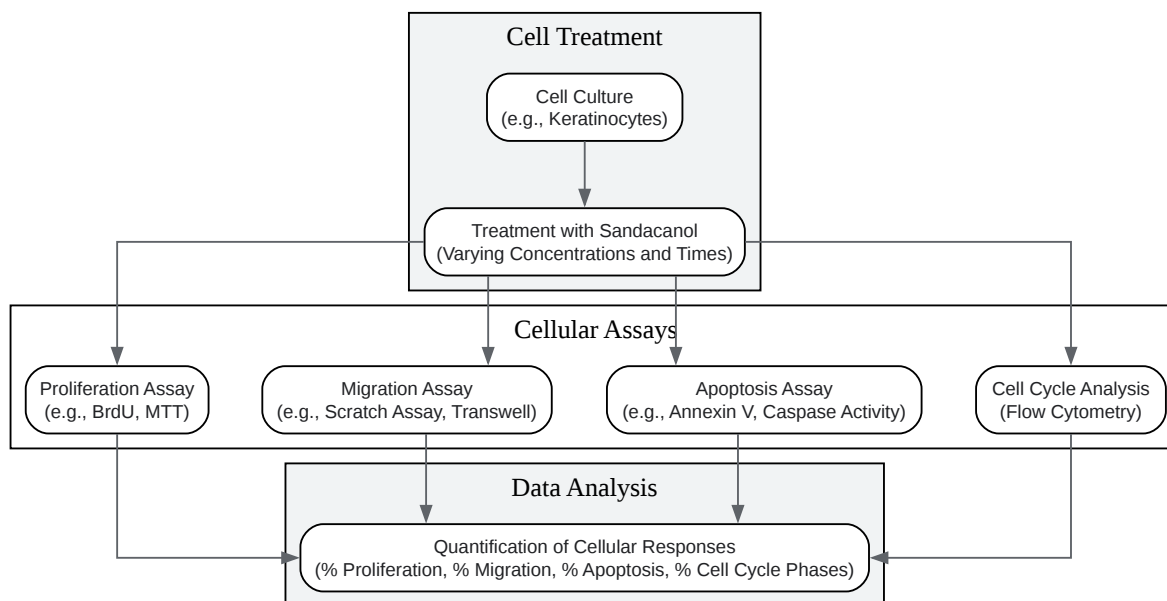 Cell Treatment
Cell Culture
(e.g., Keratinocytes)
Treatment with Sandacanol
(Varying Concentrations and Times)
Cellular Assays
Proliferation Assay
(e.g., BrdU, MTT)
Migration Assay
(e.g., Scratch Assay, Transwell)
Apoptosis Assay
(e.g., Annexin V, Caspase Activity)
Cell Cycle Analysis
(Flow Cytometry)
Data Analysis
Quantification of Cellular Responses
(% Proliferation, % Migration, % Apoptosis, % Cell Cycle Phases)